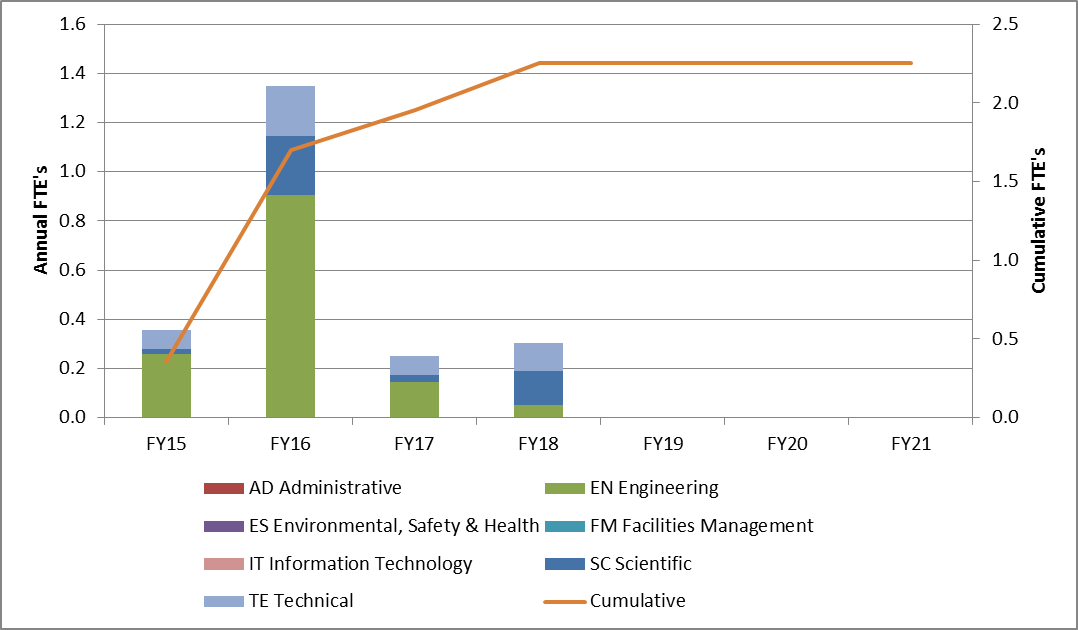 1.6
1.4
1.2
1.0
0.8
0.6
0.4
0.2
0.0
Annual FTE's
2.5
2.0
1.5
1.0
0.5
0.0
Cumulative FTE's
FY15 FY16 FY17 FY18 FY19 FY20 FY21
AD Administrative EN Engineering
ES Environmental, Safety & Health FM Facilities Management
IT Information Technology SC Scientific
TE Technical Cumulative